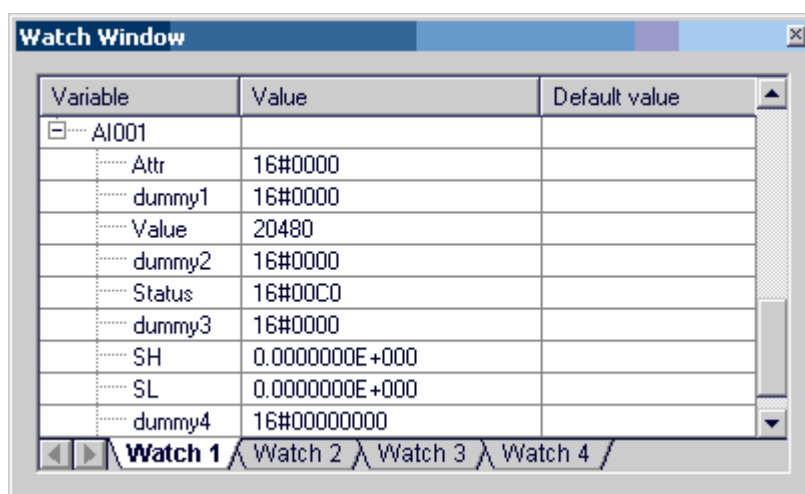 Watch Window
Variable Value Default value
AI001
Attr 16#0000
dummy1 16#0000
Value 20480
dummy2 16#0000
Status 16#00C0
dummy3 16#0000
SH 0.0000000E+000
SL 0.0000000E+000
dummy4 16#00000000
Watch 1 Watch 2 Watch 3 Watch 4